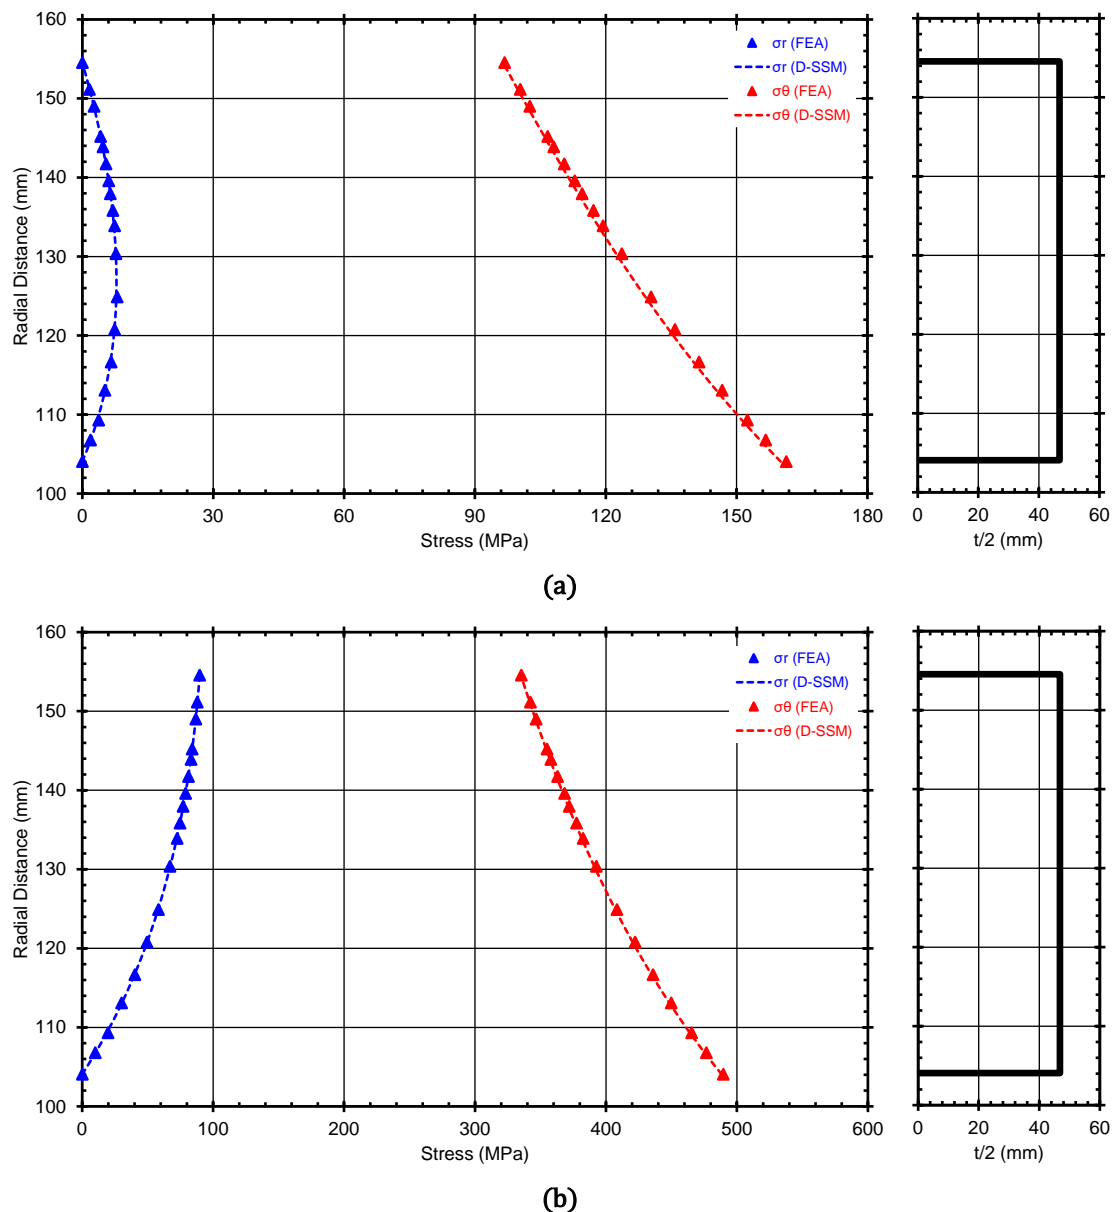 160
150
140
130
120
110
100
Radial Distance (mm)
σr (FEA)
σr (D-SSM)
σθ (FEA)
σθ (D-SSM)
0 30 60 90 120 150 180
Stress (MPa)
0 20 40 60
t/2 (mm)
(a)
160
150
140
130
120
110
100
Radial Distance (mm)
σr (FEA)
σr (D-SSM)
σθ (FEA)
σθ (D-SSM)
0 100 200 300 400 500 600
Stress (MPa)
0 20 40 60
t/2 (mm)
(b)